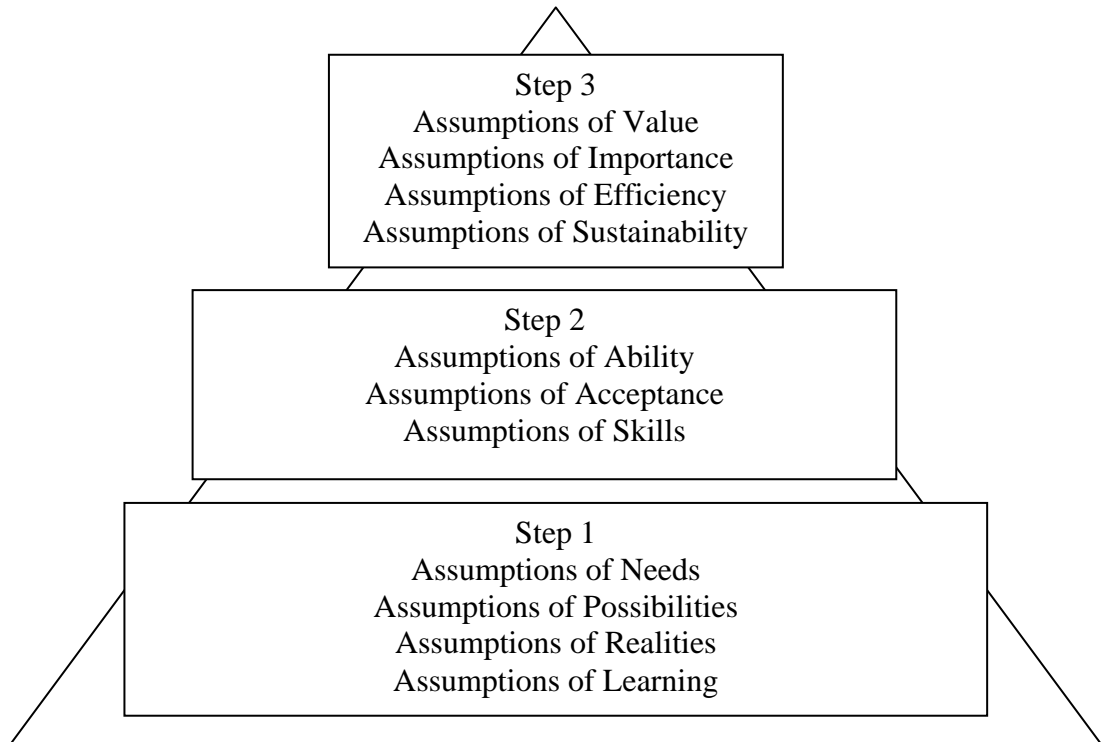 Step 3
Assumptions of Value
Assumptions of Importance
Assumptions of Efficiency
Assumptions of Sustainability
Step 2
Assumptions of Ability
Assumptions of Acceptance
Assumptions of Skills
Step 1
Assumptions of Needs
Assumptions of Possibilities
Assumptions of Realities
Assumptions of Learning